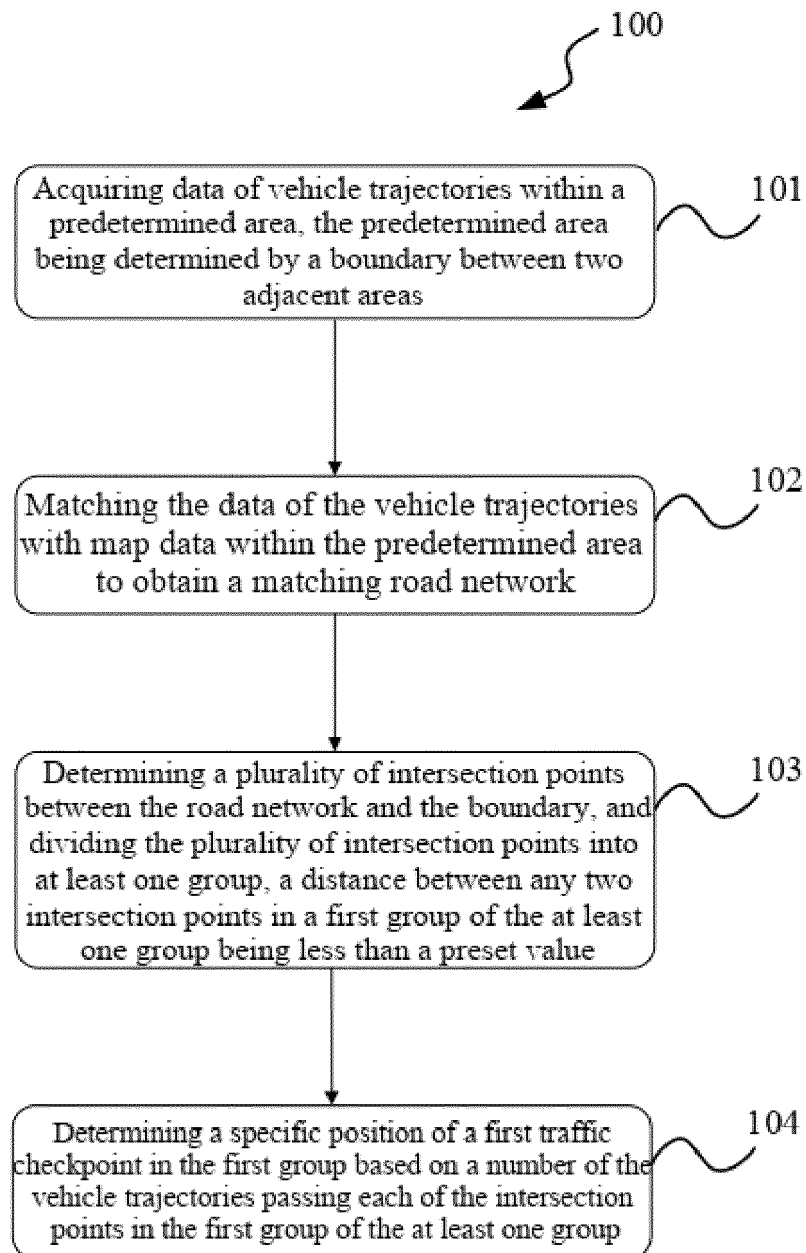 100
Acquiring data of vehicle trajectories within a
predetermined area, the predetermined area
being determined by a boundary between two
adjacent areas
101
Matching the data of the vehicle trajectories
with map data within the predetermined area
to obtain a matching road network
102
Determining a plurality of intersection points
between the road network and the boundary, and
dividing the plurality of intersection points into
at least one group, a distance between any two
intersection points in a first group of the at least
one group being less than a preset value
103
Determining a specific position of a first traffic
checkpoint in the first group based on a number of the
vehicle trajectories passing each of the intersection
points in the first group of the at least one group
104